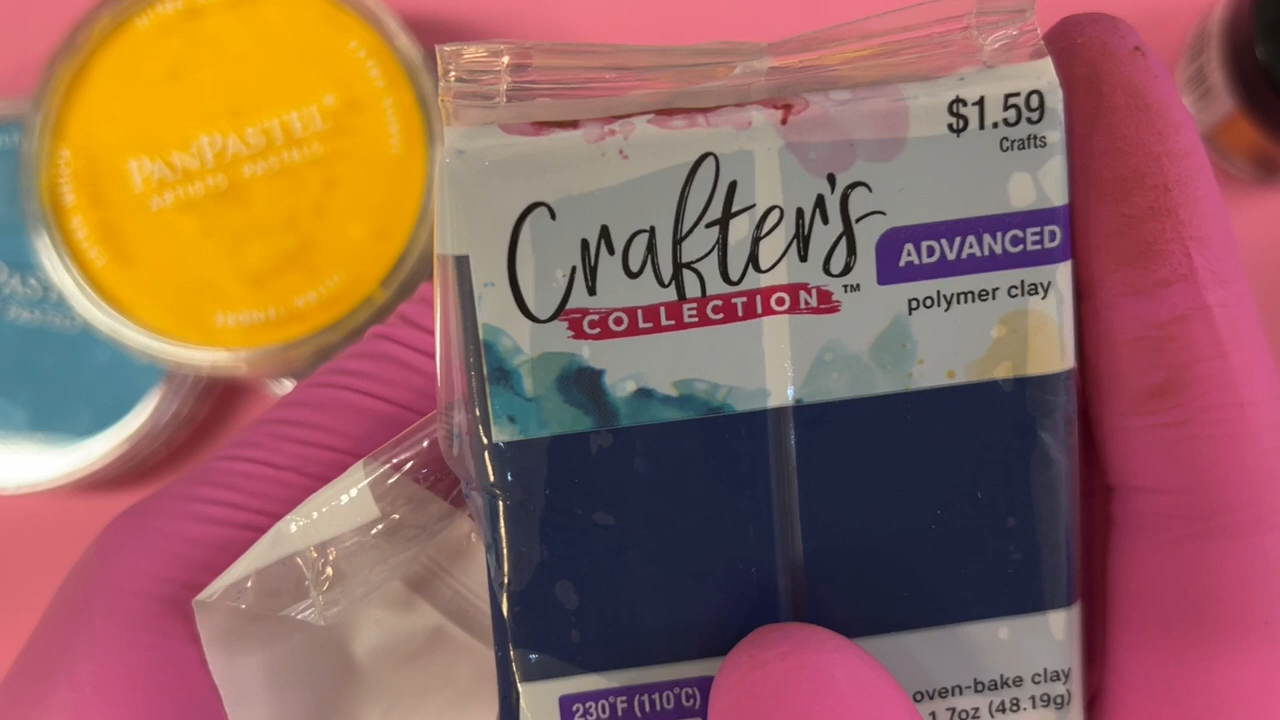 PANPASTEL®
ARTISTS' PASTELS
$1.59
Crafts
Crafter's
COLLECTION™
ADVANCED
polymer clay
230°F (110°C)
oven-bake clay
1.7oz (48.19g)